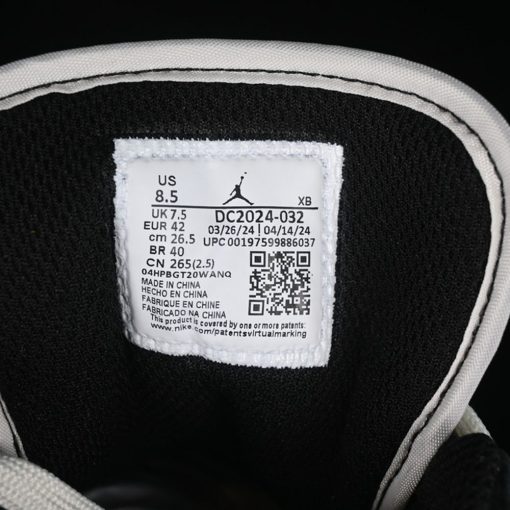 US
8.5
XB
UK 7.5
DC2024-032
EUR 42
03/26/24 04/14/24
cm 26.5
UPC 00197599886037
BR 40
CN 265(2.5)
04HPBGT20WANQ
MADE IN CHINA
HECHO EN CHINA
FABRIQUE EN CHINE
FABRICADO NA CHINA
This product is covered by one or more patents:
www.nike.com/patentsvirtualmarking